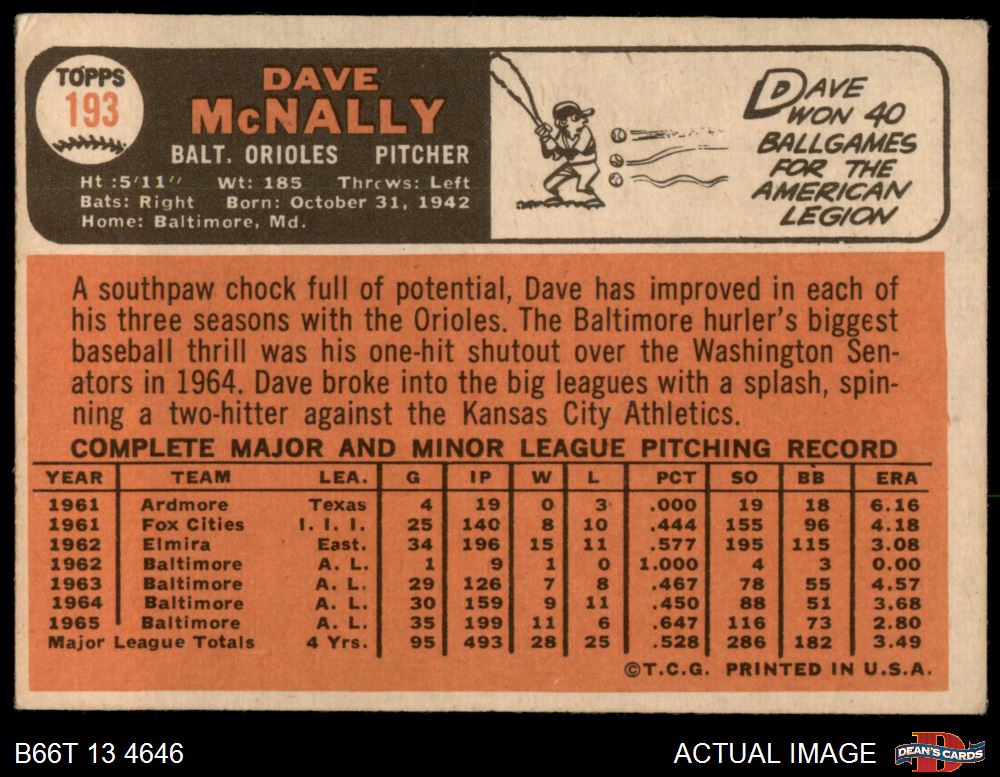 TOPPS
193
DAVE
McNALLY
BALT. ORIOLES PITCHER
Ht :5'11" Wt: 185 Throws: Left
Bats: Right Born: October 31, 1942
Home: Baltimore, Md.
DAVE
WON 40
BALLGAMES
FOR THE
AMERICAN
LEGION
A southpaw chock full of potential, Dave has improved in each of
his three seasons with the Orioles. The Baltimore hurler's biggest
baseball thrill was his one-hit shutout over the Washington Sen-
ators in 1964. Dave broke into the big leagues with a splash, spin-
ning a two-hitter against the Kansas City Athletics.
COMPLETE MAJOR AND MINOR LEAGUE PITCHING RECORD
YEAR TEAM LEA. G IP W L PCT SO BB ERA
1961 Ardmore Texas 4 19 0 3 .000 19 18 6.16
1961 Fox Cities I. I. I. 25 140 8 10 .444 155 96 4.18
1962 Elmira East. 34 196 15 11 .577 195 115 3.08
1962 Baltimore A. L. 1 9 1 0 1.000 4 3 0.00
1963 Baltimore A. L. 29 126 7 8 .467 78 55 4.57
1964 Baltimore A. L. 30 159 9 11 .450 88 51 3.68
1965 Baltimore A. L. 35 199 11 6 .647 116 73 2.80
Major League Totals 4 Yrs. 95 493 28 25 .528 286 182 3.49
©T.C.G. PRINTED IN U.S.A.
B66T 13 4646
ACTUAL IMAGE
DEAN'S CARDS